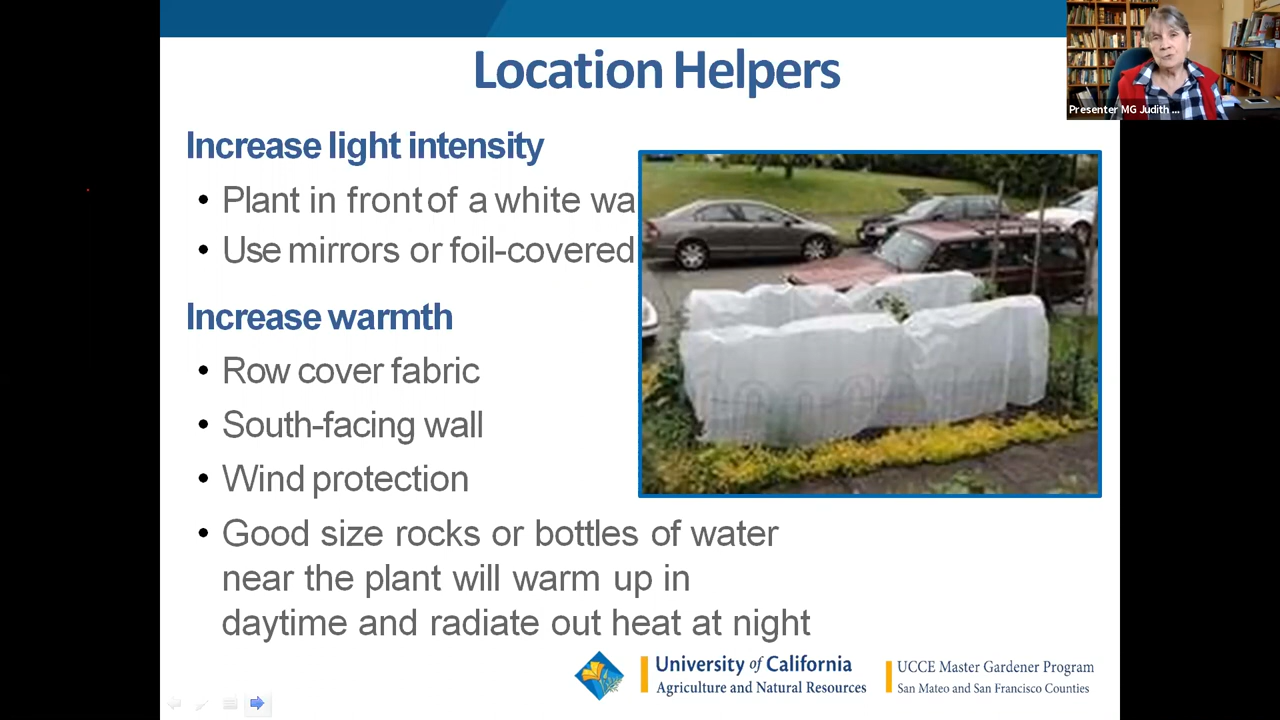 Location Helpers
Presenter MG Judith ...
Increase light intensity
• Plant in front of a white wa
• Use mirrors or foil-covered
Increase warmth
• Row cover fabric
• South-facing wall
• Wind protection
• Good size rocks or bottles of water
near the plant will warm up in
daytime and radiate out heat at night
University of California
Agriculture and Natural Resources
UCCE Master Gardener Program
San Mateo and San Francisco Counties